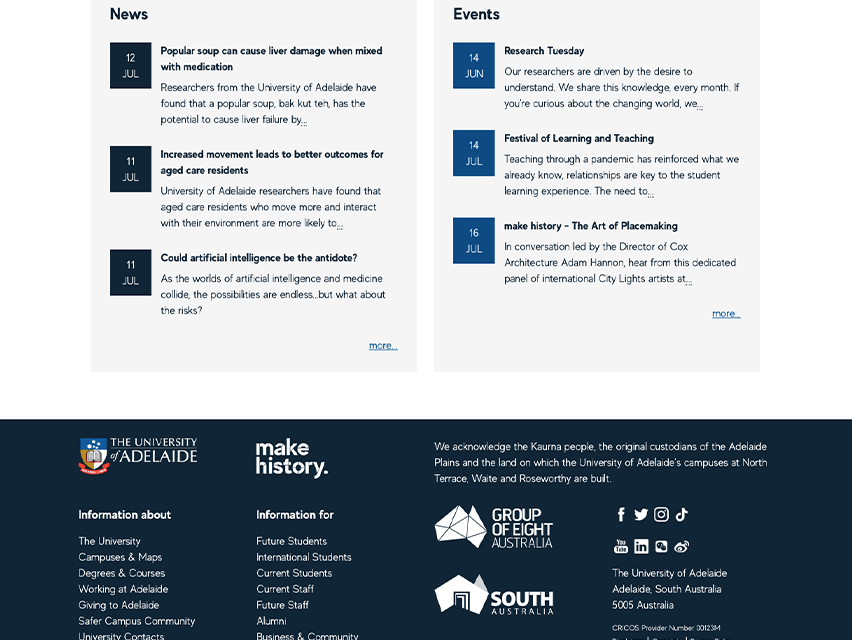 News
12
JUL
Popular soup can cause liver damage when mixed
with medication
Researchers from the University of Adelaide have
found that a popular soup, bak kut teh, has the
potential to cause liver failure by...
11
JUL
Increased movement leads to better outcomes for
aged care residents
University of Adelaide researchers have found that
aged care residents who move more and interact
with their environment are more likely to...
11
JUL
Could artificial intelligence be the antidote?
As the worlds of artificial intelligence and medicine
collide, the possibilities are endless...but what about
the risks?
more...
Events
14
JUN
Research Tuesday
Our researchers are driven by the desire to
understand. We share this knowledge, every month. If
you're curious about the changing world, we...
14
JUL
Festival of Learning and Teaching
Teaching through a pandemic has reinforced what we
already know, relationships are key to the student
learning experience. The need to...
16
JUL
make history - The Art of Placemaking
In conversation led by the Director of Cox
Architecture Adam Hannon, hear from this dedicated
panel of international City Lights artists at...
more...
THE UNIVERSITY
of ADELAIDE
make
history.
We acknowledge the Kaurna people, the original custodians of the Adelaide
Plains and the land on which the University of Adelaide's campuses at North
Terrace, Waite and Roseworthy are built.
Information about
The University
Campuses & Maps
Degrees & Courses
Working at Adelaide
Giving to Adelaide
Safer Campus Community
University Contacts
Information for
Future Students
International Students
Current Students
Current Staff
Future Staff
Alumni
Business & Community
GROUP
OF EIGHT
AUSTRALIA
SOUTH
AUSTRALIA
You
Tube
The University of Adelaide
Adelaide, South Australia
5005 Australia
CRICOS Provider Number 00123M